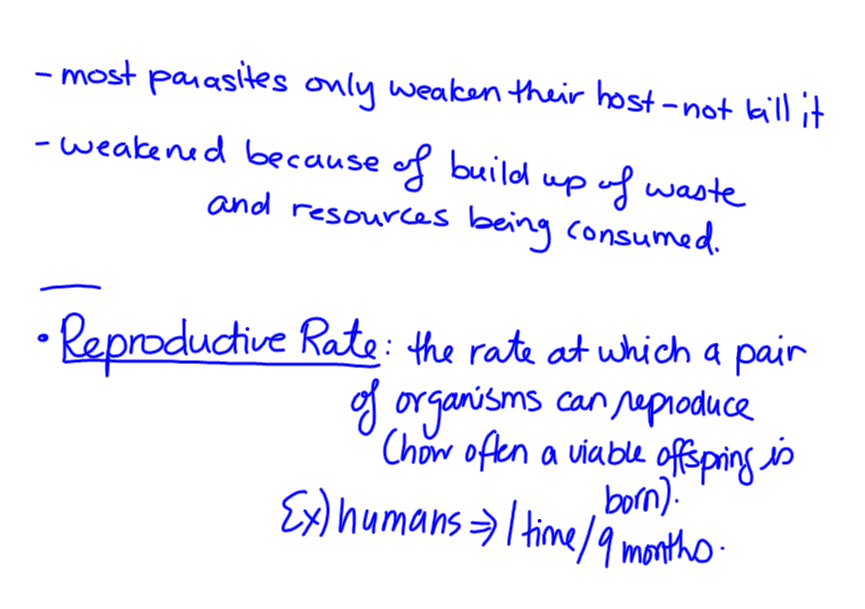 - most parasites only weaken their host - not kill it
- weakened because of build up of waste
and resources being consumed.
• Reproductive Rate: the rate at which a pair
of organisms can reproduce
(how often a viable offspring is
born).
Ex) humans ⇒ 1 time/9 months.